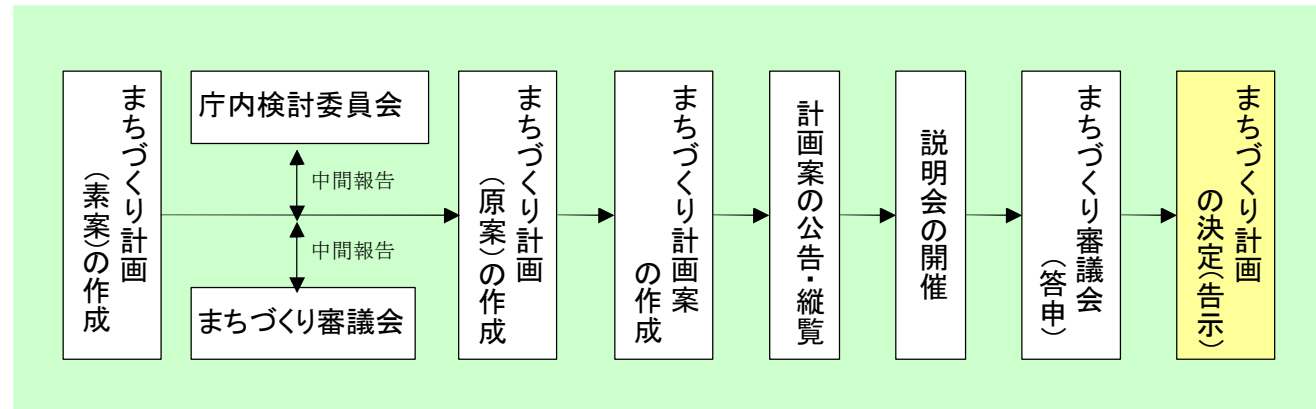 まちづくり計画
（素案）の作成
庁内検討委員会
中間報告
中間報告
まちづくり審議会
まちづくり計画
（原案）の作成
まちづくり計画案
の作成
計画案の公告・縦覧
説明会の開催
まちづくり審議会
（答申）
まちづくり計画
の決定（告示）